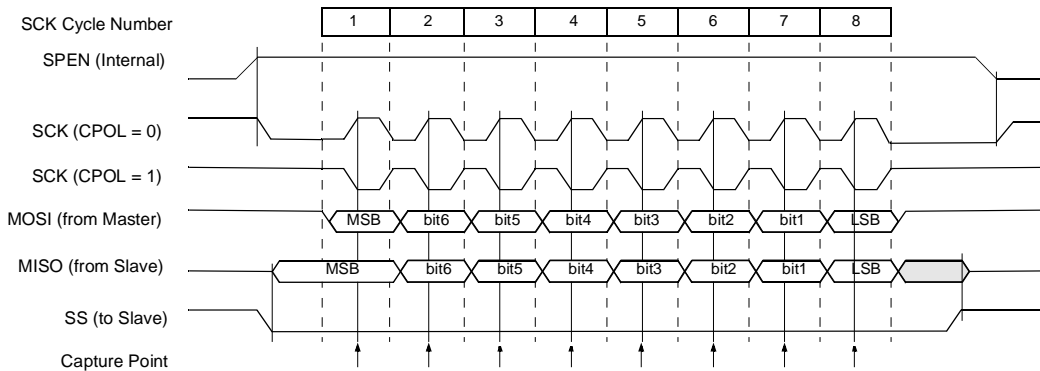 SCK Cycle Number 1 2 3 4 5 6 7 8
SPEN (Internal)
SCK (CPOL = 0)
SCK (CPOL = 1)
MOSI (from Master) MSB bit6 bit5 bit4 bit3 bit2 bit1 LSB
MISO (from Slave) MSB bit6 bit5 bit4 bit3 bit2 bit1 LSB
SS (to Slave)
Capture Point